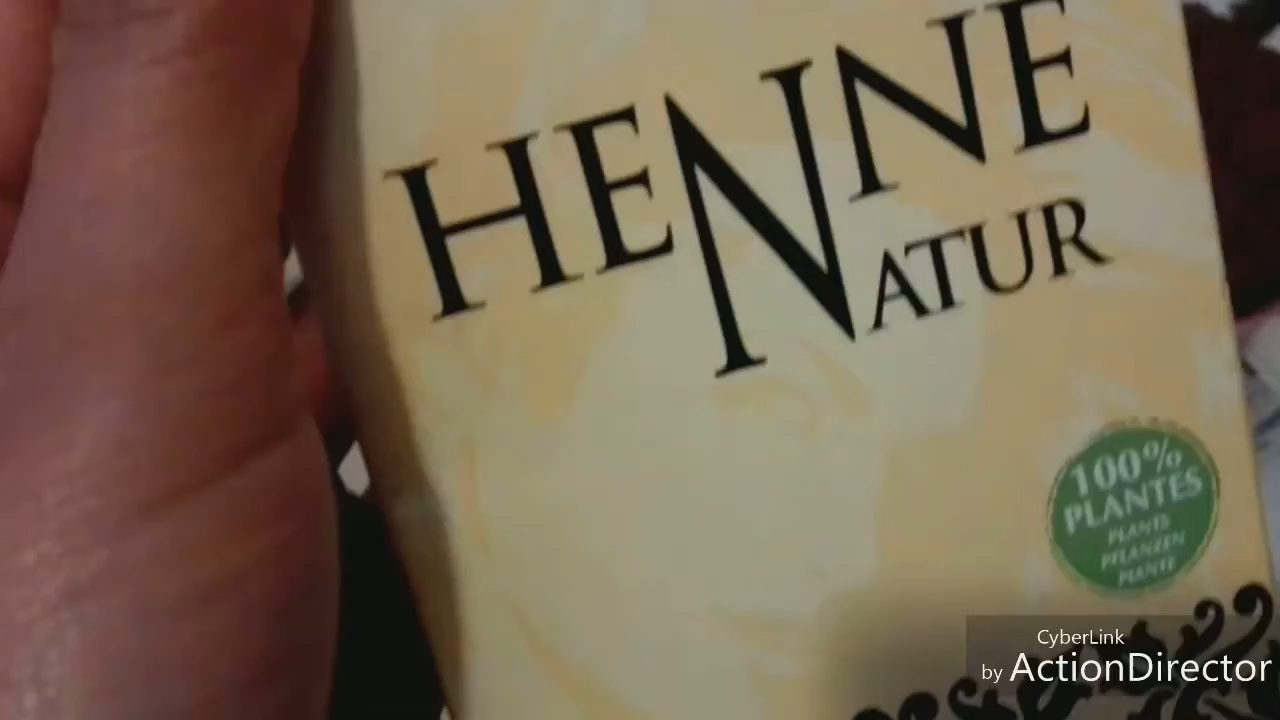 HENNE
NATUR
100%
PLANTES
PLANTS
PFLANZEN
PIANTE
CyberLink
by ActionDirector